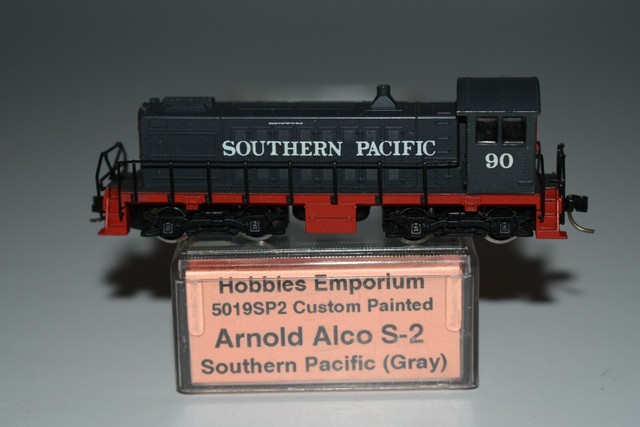 SOUTHERN PACIFIC
90
Hobbies Emporium
5019SP2 Custom Painted
Arnold Alco S-2
Southern Pacific (Gray)